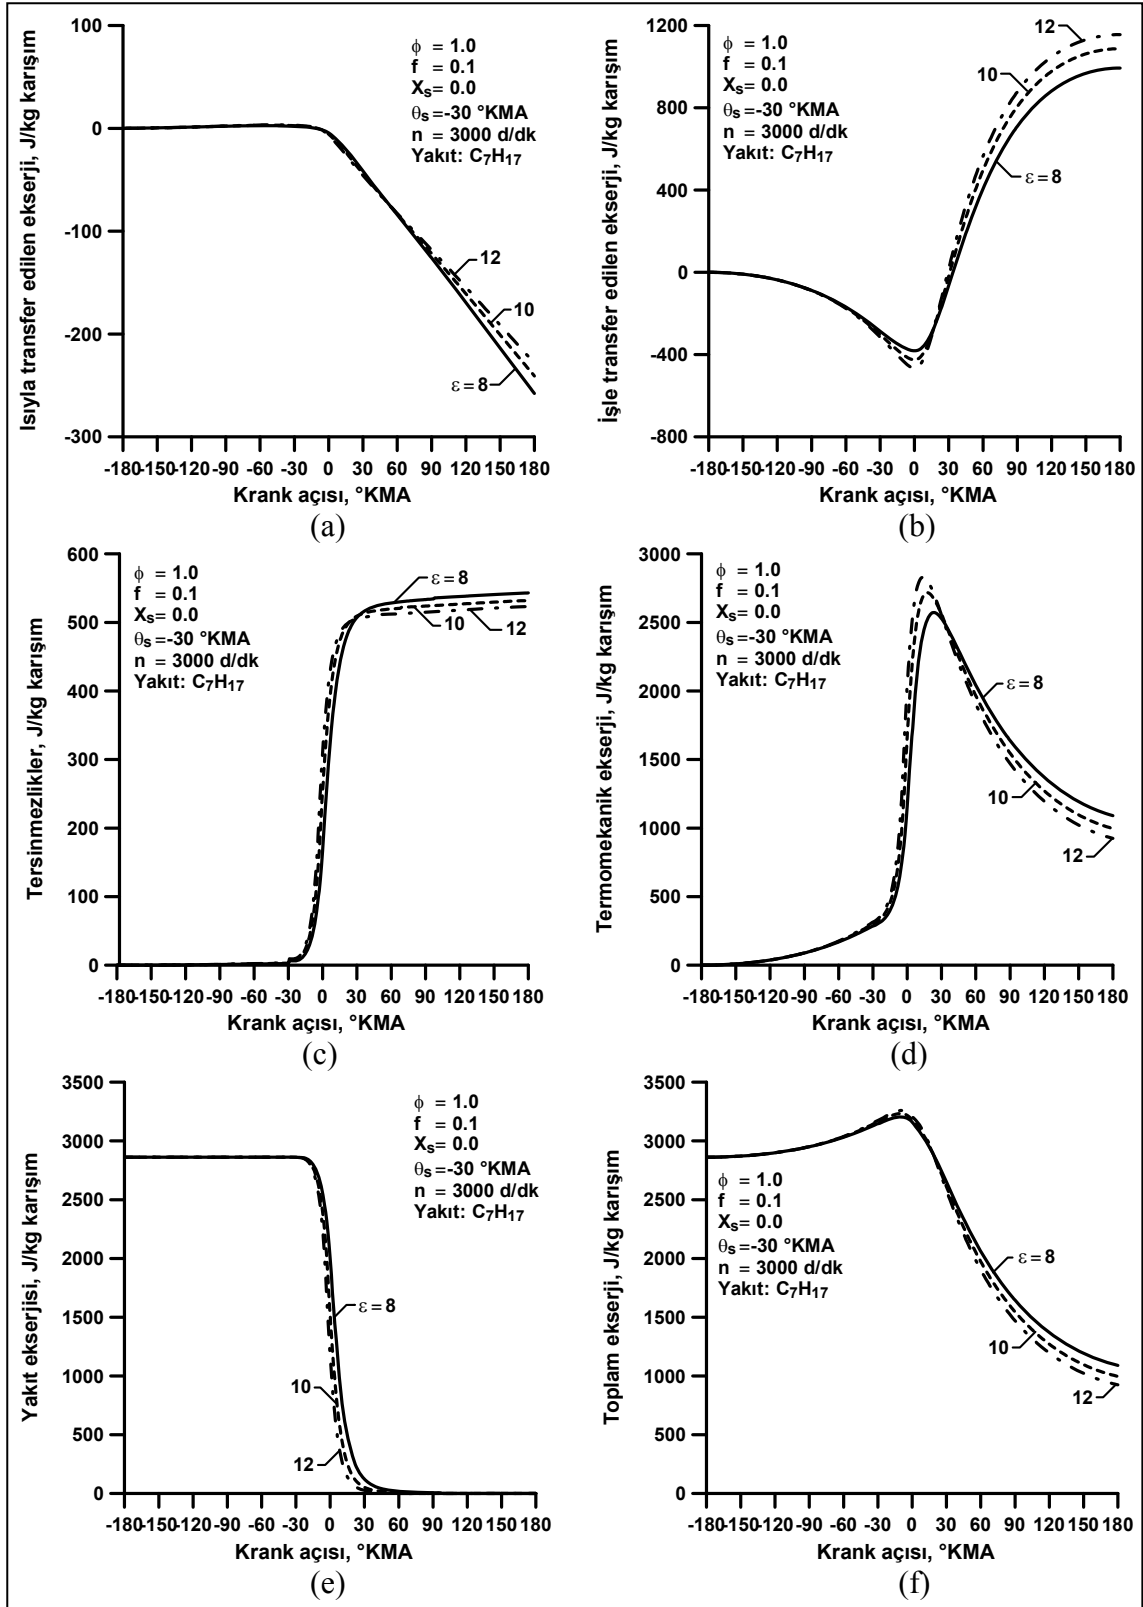 100
0
-100
-200
-300
Isıyla transfer edilen ekserji, J/kg karışım
ϕ = 1.0
f = 0.1
Xs= 0.0
θs=-30 °KMA
n = 3000 d/dk
Yakıt: C7H17
12
10
ε = 8
-180-150-120-90 -60 -30 0 30 60 90 120 150 180
Krank açısı, °KMA
(a)
1200
800
400
0
-400
-800
İşle transfer edilen ekserji, J/kg karışım
ϕ = 1.0
f = 0.1
Xs= 0.0
θs=-30 °KMA
n = 3000 d/dk
Yakıt: C7H17
12
10
ε = 8
-180-150-120-90 -60 -30 0 30 60 90 120 150 180
Krank açısı, °KMA
(b)
600
500
400
300
200
100
0
Tersinmezlikler, J/kg karışım
ϕ = 1.0
f = 0.1
Xs= 0.0
θs=-30 °KMA
n = 3000 d/dk
Yakıt: C7H17
ε = 8
10
12
-180-150-120-90 -60 -30 0 30 60 90 120 150 180
Krank açısı, °KMA
(c)
3000
2500
2000
1500
1000
500
0
Termomekanik ekserji, J/kg karışım
ϕ = 1.0
f = 0.1
Xs= 0.0
θs=-30 °KMA
n = 3000 d/dk
Yakıt: C7H17
ε = 8
10
12
-180-150-120-90 -60 -30 0 30 60 90 120 150 180
Krank açısı, °KMA
(d)
3500
3000
2500
2000
1500
1000
500
0
Yakıt ekserjisi, J/kg karışım
ϕ = 1.0
f = 0.1
Xs= 0.0
θs=-30 °KMA
n = 3000 d/dk
Yakıt: C7H17
ε = 8
10
12
-180-150-120-90 -60 -30 0 30 60 90 120 150 180
Krank açısı, °KMA
(e)
3500
3000
2500
2000
1500
1000
500
0
Toplam ekserji, J/kg karışım
ϕ = 1.0
f = 0.1
Xs= 0.0
θs=-30 °KMA
n = 3000 d/dk
Yakıt: C7H17
ε = 8
10
12
-180-150-120-90 -60 -30 0 30 60 90 120 150 180
Krank açısı, °KMA
(f)